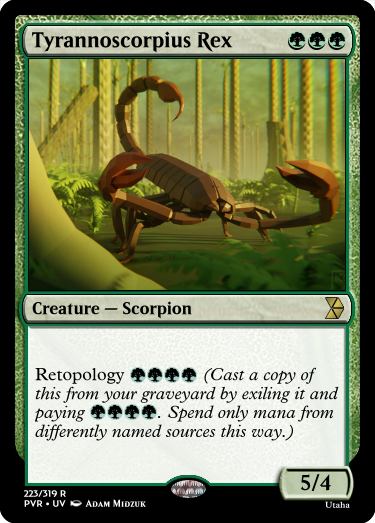 Tyrannoscorpius Rex
Creature — Scorpion
Retopology (Cast a copy of
this from your graveyard by exiling it and
paying . Spend only mana from
differently named sources this way.)
5/4
223/319 R
PVR • UV Adam Midzuk
Utaha